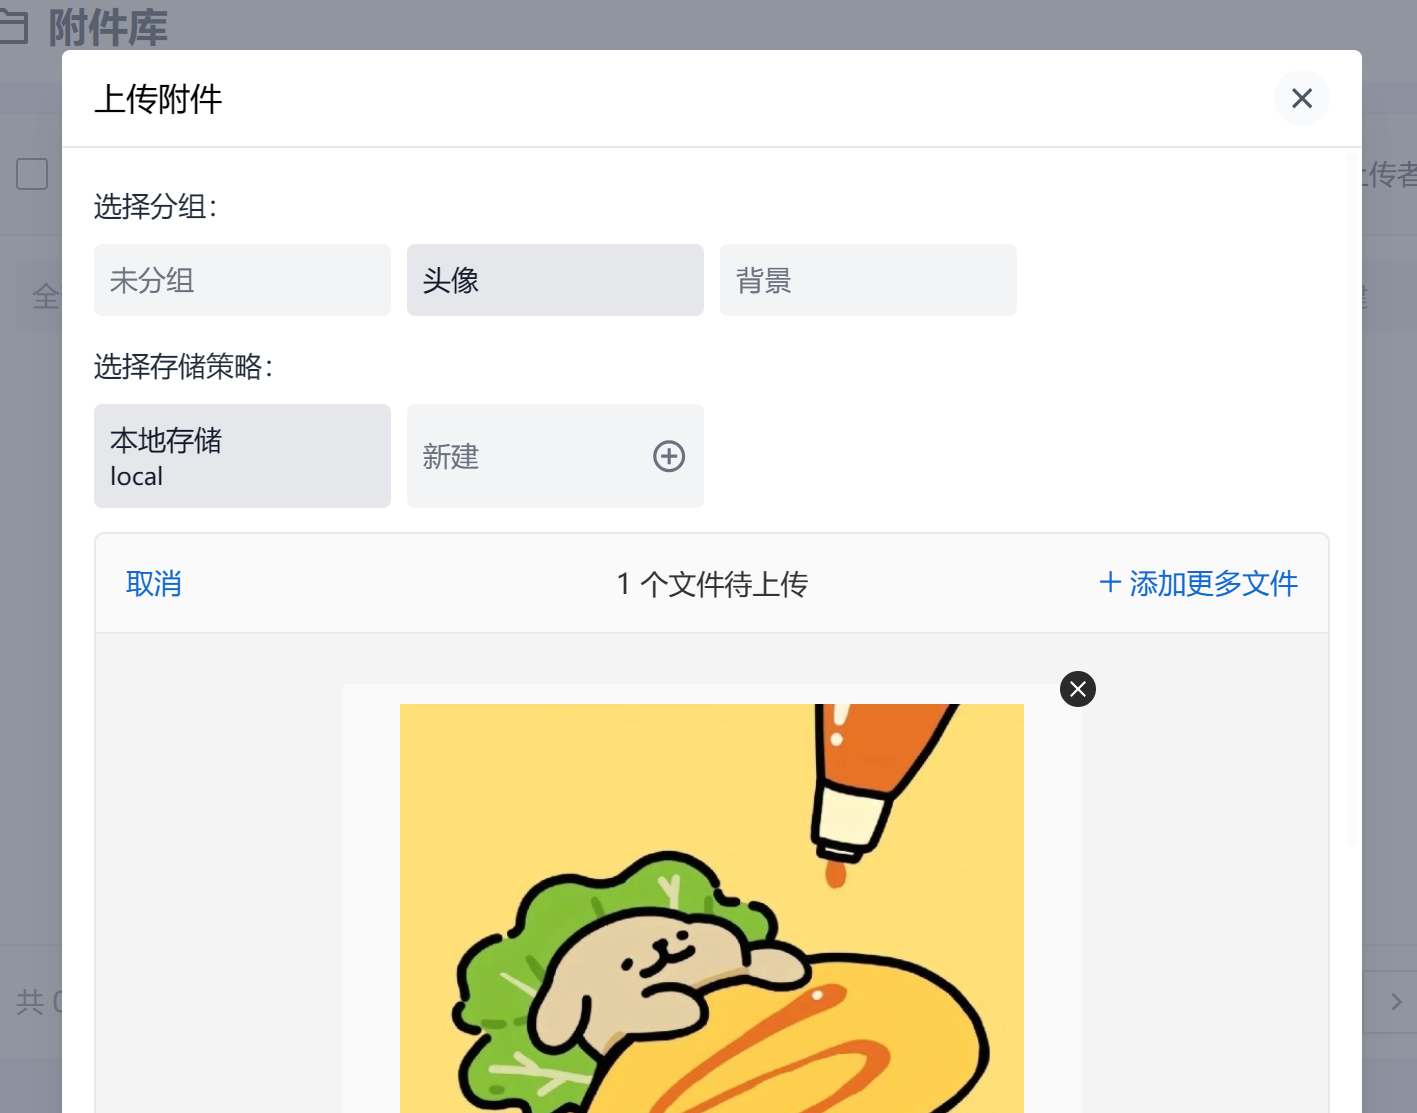 附件库
上传附件
传者
选择分组：
未分组
头像
背景
全
选择存储策略：
本地存储
local
新建
取消
1 个文件待上传
添加更多文件
共